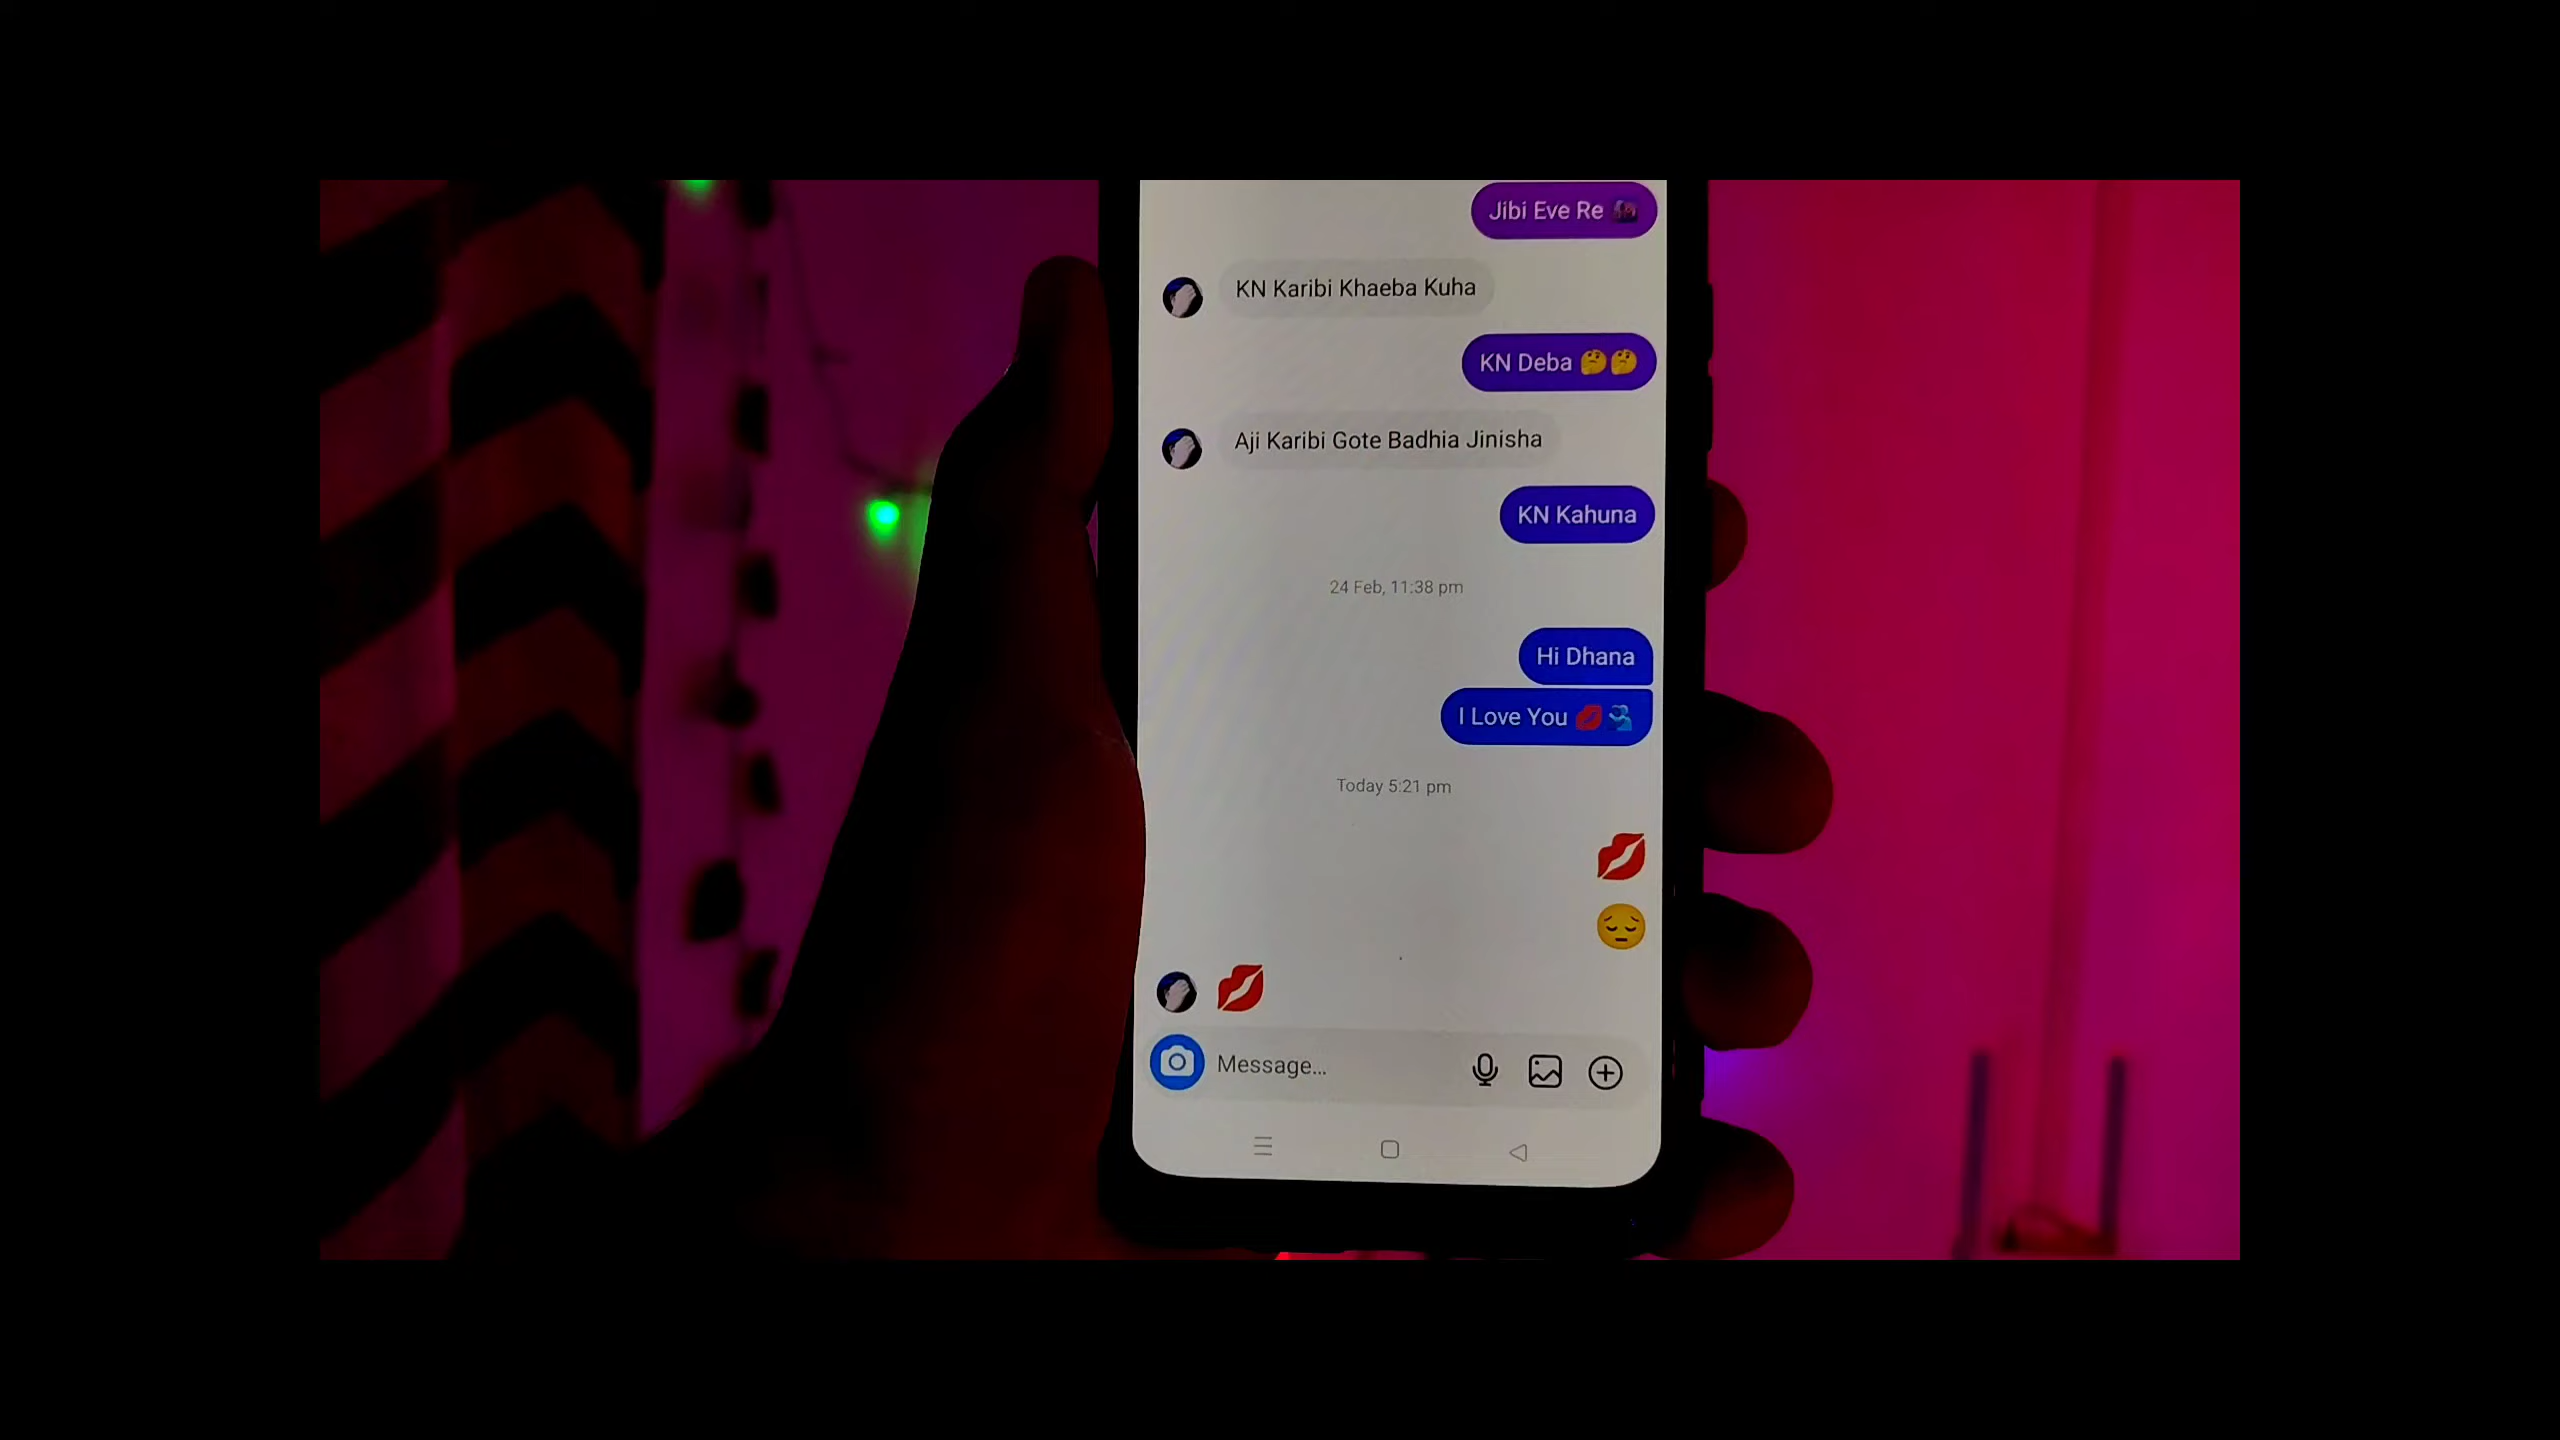 Jibi Eve Re
KN Karibi Khaeba Kuha
KN Deba 🤔🤔
Aji Karibi Gote Badhia Jinisha
KN Kahuna
24 Feb, 11:38 pm
Hi Dhana
I Love You 💋🫂
Today 5:21 pm
💋
😔
💋
Message...